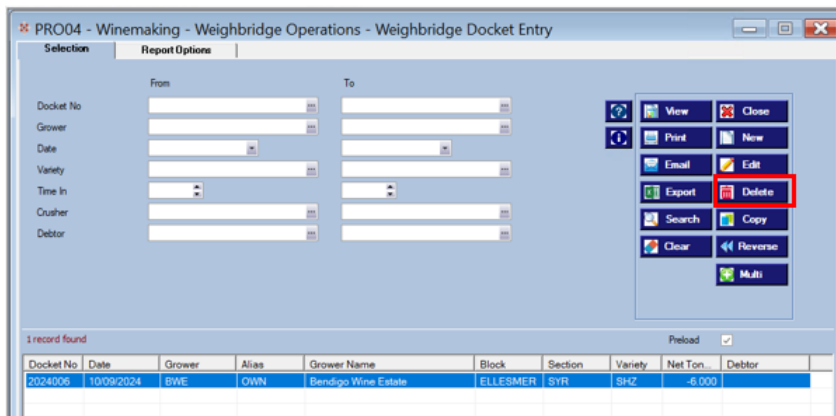 PRO04 - Winemaking - Weighbridge Operations - Weighbridge Docket Entry
Selection Report Options
From To
Docket No
Grower
Date
Variety
Time In
Crusher
Debtor
View Close
Print New
Email Edit
Export Delete
Search Copy
Clear Reverse
Multi
1 record found Preload
Docket No Date Grower Alias Grower Name Block Section Variety Net Ton... Debtor
2024006 10/09/2024 BWE OWN Bendigo Wine Estate ELLESMER SYR SHZ -6.000